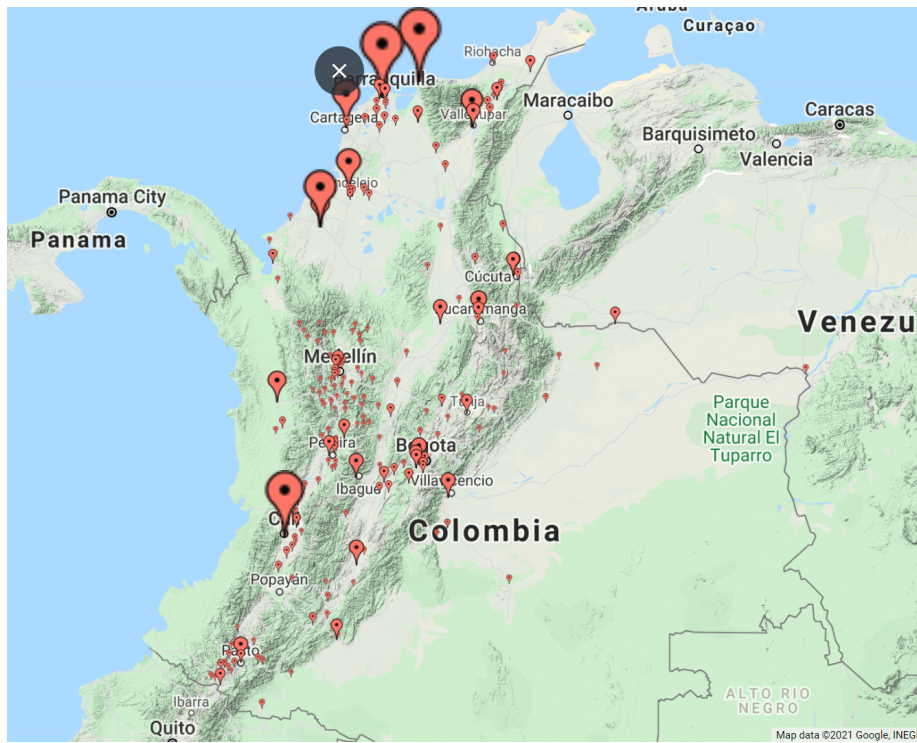 Aruba
Curaçao
Riohacha
Barranquilla
Maracaibo
Caracas
Cartagena
Valledupar
Barquisimeto
Valencia
Panama City
Panama
Cúcuta
Bucaramanga
Venezu
Medellín
Tunja
Parque
Nacional
Natural El
Tuparro
Pereira
Bogota
Ibagué
Villavicencio
Cali
Colombia
Popayán
Pasto
ALTO RIO
NEGRO
Ibarra
Quito
Map data ©2021 Google, INEG